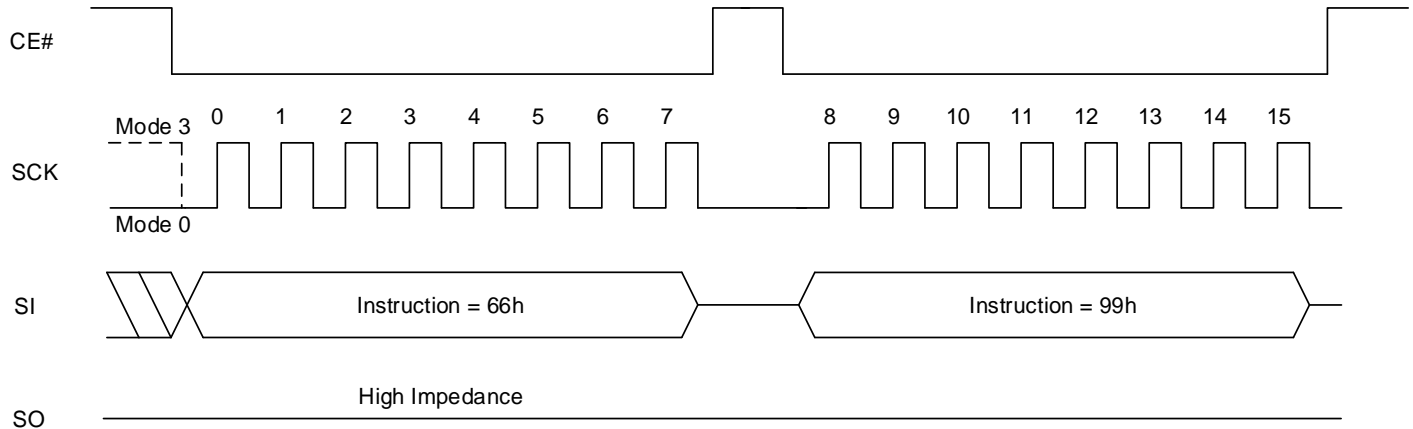 CE#
Mode 3
0 1 2 3 4 5 6 7 8 9 10 11 12 13 14 15
SCK
Mode 0
SI
Instruction = 66h
Instruction = 99h
High Impedance
SO